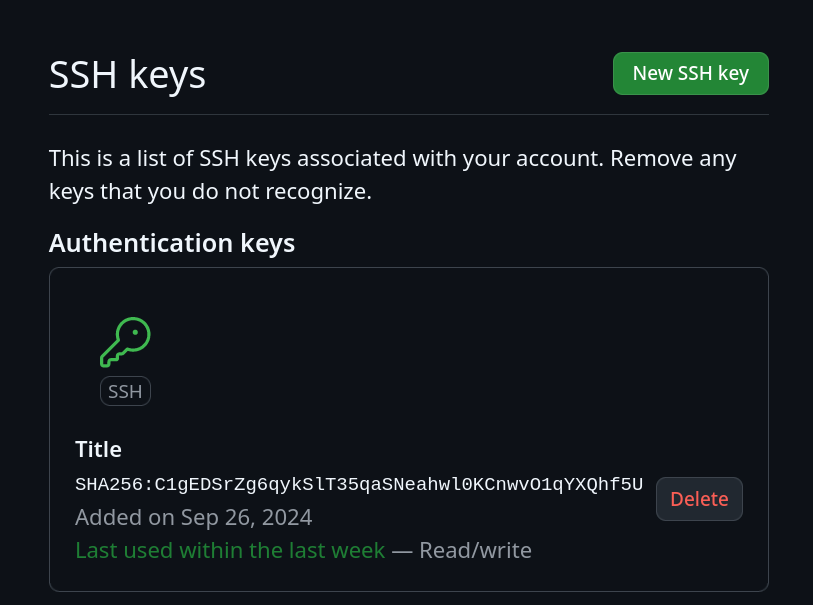 SSH keys
New SSH key
This is a list of SSH keys associated with your account. Remove any
keys that you do not recognize.
Authentication keys
SSH
Title
SHA256:C1gEDSrZg6qykSlT35qaSNeahwl0KCnwvO1qYXQhf5U
Delete
Added on Sep 26, 2024
Last used within the last week — Read/write